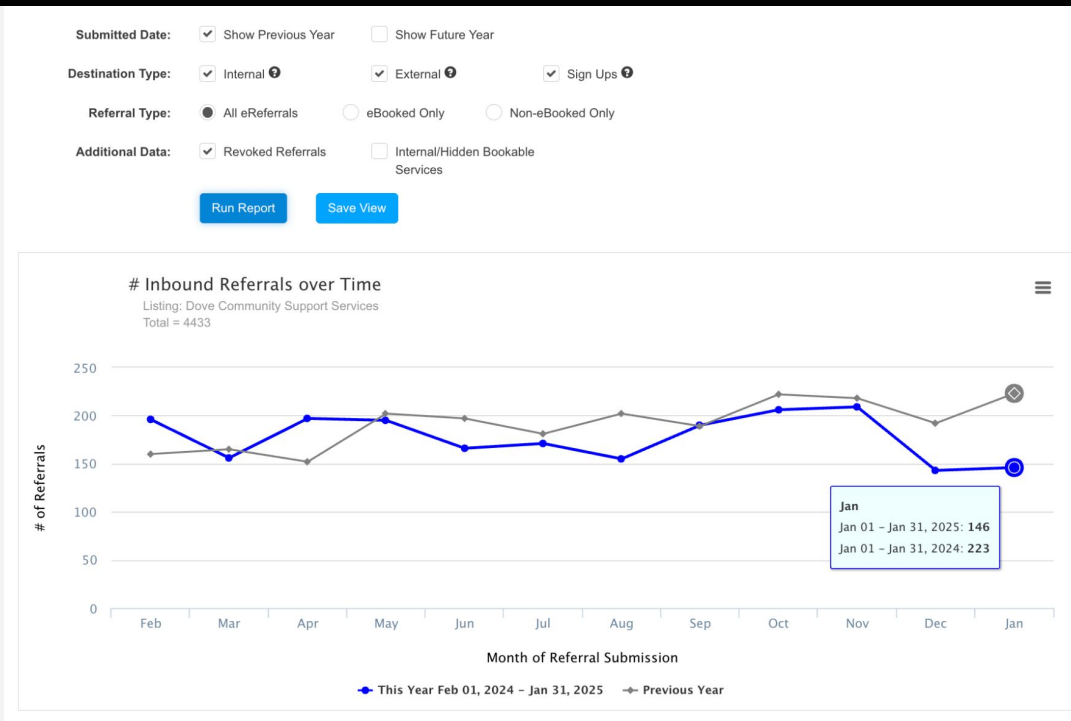 Submitted Date: Show Previous Year Show Future Year
Destination Type: Internal External Sign Ups
Referral Type: All eReferrals eBooked Only Non-eBooked Only
Additional Data: Revoked Referrals Internal/Hidden Bookable
Services
Run Report Save View
# Inbound Referrals over Time
Listing: Dove Community Support Services
Total = 4433
250
200
150
100
50
0
# of Referrals
Jan
Jan 01 – Jan 31, 2025: 146
Jan 01 – Jan 31, 2024: 223
Feb Mar Apr May Jun Jul Aug Sep Oct Nov Dec Jan
Month of Referral Submission
This Year Feb 01, 2024 – Jan 31, 2025 Previous Year